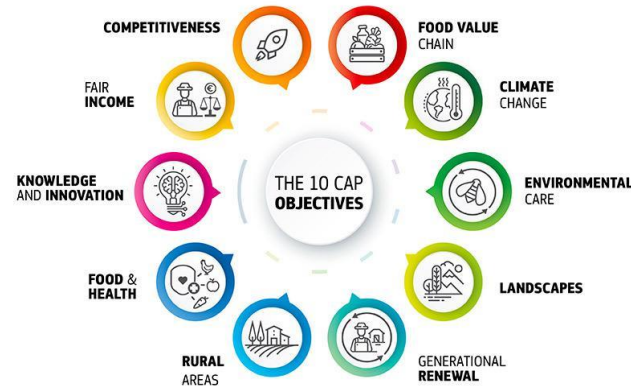 COMPETITIVENESS
FOOD VALUE
CHAIN
FAIR
INCOME
CLIMATE
CHANGE
KNOWLEDGE
AND INNOVATION
THE 10 CAP
OBJECTIVES
ENVIRONMENTAL
CARE
FOOD &
HEALTH
LANDSCAPES
RURAL
AREAS
GENERATIONAL
RENEWAL